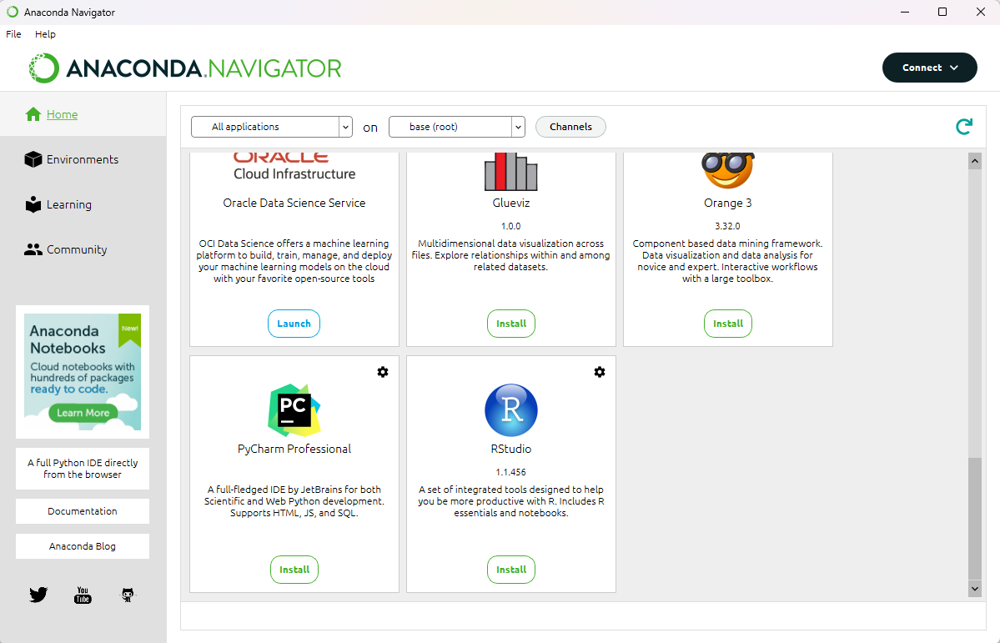 Anaconda Navigator
File Help
ANACONDA.NAVIGATOR
Connect
Home
Environments
Learning
Community
Anaconda
Notebooks
New!
Cloud notebooks with
hundreds of packages
ready to code.
Learn More
A full Python IDE directly
from the browser
Documentation
Anaconda Blog
You
Tube
All applications
on
base (root)
Channels
ORACLE
Cloud Infrastructure
Oracle Data Science Service
OCI Data Science offers a machine learning
platform to build, train, manage, and deploy
your machine learning models on the cloud
with your favorite open-source tools
Launch
Glueviz
1.0.0
Multidimensional data visualization across
files. Explore relationships within and among
related datasets.
Install
Orange 3
3.32.0
Component based data mining framework.
Data visualization and data analysis for
novice and expert. Interactive workflows
with a large toolbox.
Install
PC
PyCharm Professional
A full-fledged IDE by JetBrains for both
Scientific and Web Python development.
Supports HTML, JS, and SQL.
Install
R
RStudio
1.1.456
A set of integrated tools designed to help
you be more productive with R. Includes R
essentials and notebooks.
Install